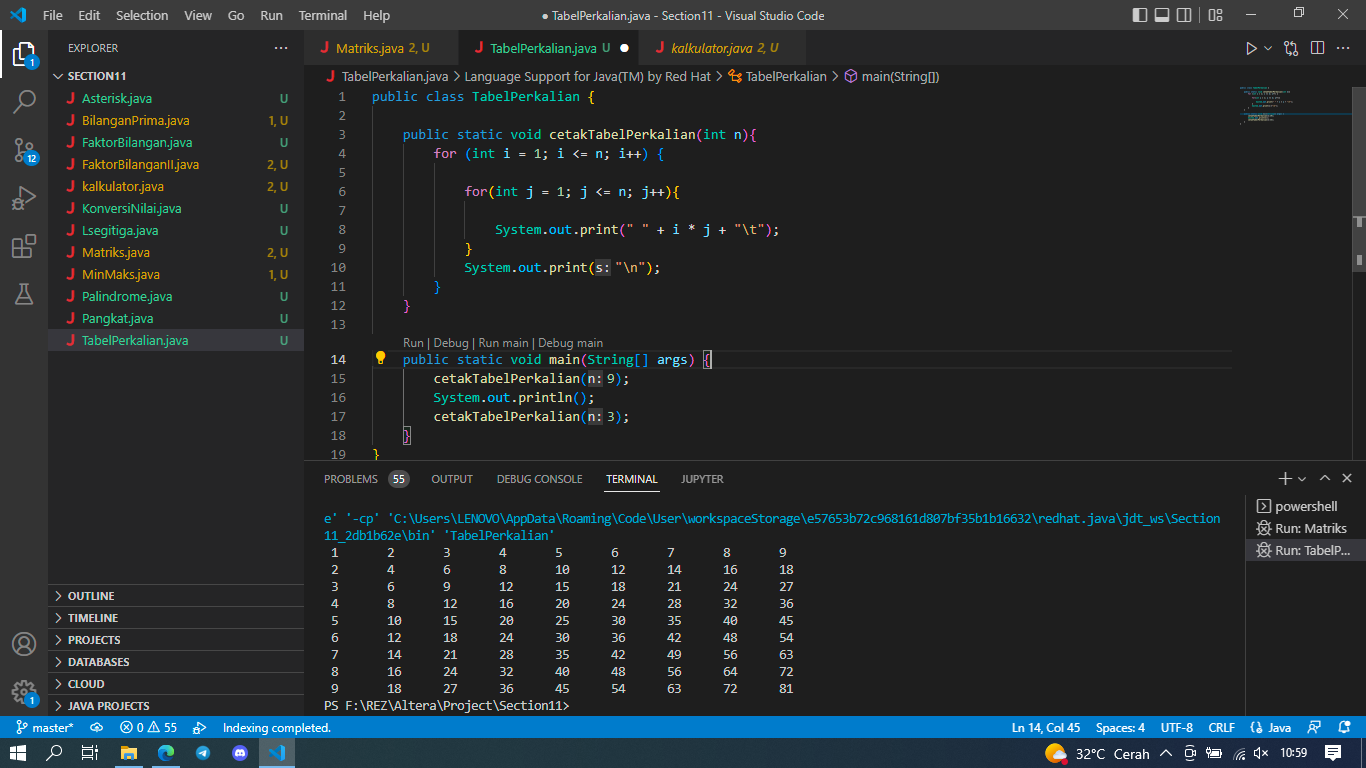 File Edit Selection View Go Run Terminal Help
● TabelPerkalian.java - Section11 - Visual Studio Code
EXPLORER
SECTION11
Asterisk.java U
BilanganPrima.java 1, U
FaktorBilangan.java U
FaktorBilanganII.java 2, U
kalkulator.java 2, U
KonversiNilai.java U
Lsegitiga.java U
Matriks.java 2, U
MinMaks.java 1, U
Palindrome.java U
Pangkat.java U
TabelPerkalian.java U
OUTLINE
TIMELINE
PROJECTS
DATABASES
CLOUD
JAVA PROJECTS
1
12
1
Matriks.java 2, U
TabelPerkalian.java U ●
kalkulator.java 2, U
TabelPerkalian.java > Language Support for Java(TM) by Red Hat > TabelPerkalian > main(String[])
1 public class TabelPerkalian {
2
3 public static void cetakTabelPerkalian(int n){
4 for (int i = 1; i <= n; i++) {
5
6 for(int j = 1; j <= n; j++){
7
8 System.out.print(" " + i * j + "\t");
9 }
10 System.out.print(s:"\n");
11 }
12 }
13
Run | Debug | Run main | Debug main
14 public static void main(String[] args) {
15 cetakTabelPerkalian(n:9);
16 System.out.println();
17 cetakTabelPerkalian(n:3);
18 }
19 }
PROBLEMS 55 OUTPUT DEBUG CONSOLE TERMINAL JUPYTER
e' '-cp' 'C:\Users\LENOVO\AppData\Roaming\Code\User\workspaceStorage\e57653b72c968161d807bf35b1b16632\redhat.java\jdt_ws\Section
11_2db1b62e\bin' 'TabelPerkalian'
1 2 3 4 5 6 7 8 9
2 4 6 8 10 12 14 16 18
3 6 9 12 15 18 21 24 27
4 8 12 16 20 24 28 32 36
5 10 15 20 25 30 35 40 45
6 12 18 24 30 36 42 48 54
7 14 21 28 35 42 49 56 63
8 16 24 32 40 48 56 64 72
9 18 27 36 45 54 63 72 81
PS F:\REZ\Altera\Project\Section11>
powershell
Run: Matriks
Run: TabelP...
master* 0 55 Indexing completed.
Ln 14, Col 45 Spaces: 4 UTF-8 CRLF {} Java
32°C Cerah 10:59